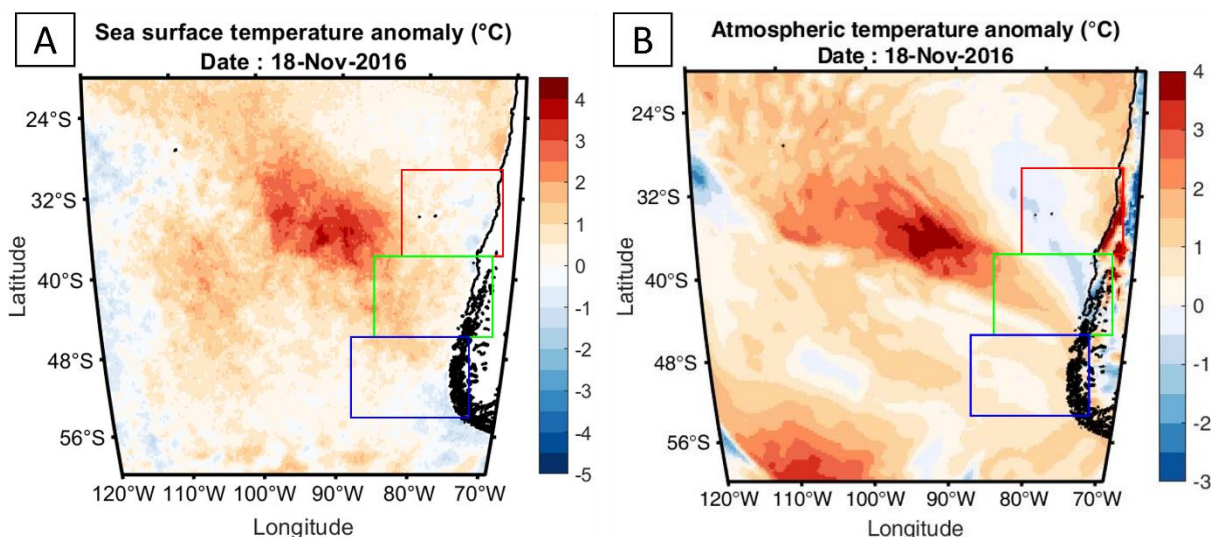 A
Sea surface temperature anomaly (°C)
Date : 18-Nov-2016
24°S
32°S
40°S
48°S
56°S
Latitude
120°W 110°W 100°W 90°W 80°W 70°W
Longitude
4
3
2
1
0
-1
-2
-3
-4
-5
B
Atmospheric temperature anomaly (°C)
Date : 18-Nov-2016
24°S
32°S
40°S
48°S
56°S
Latitude
120°W 110°W 100°W 90°W 80°W 70°W
Longitude
4
3
2
1
0
-1
-2
-3